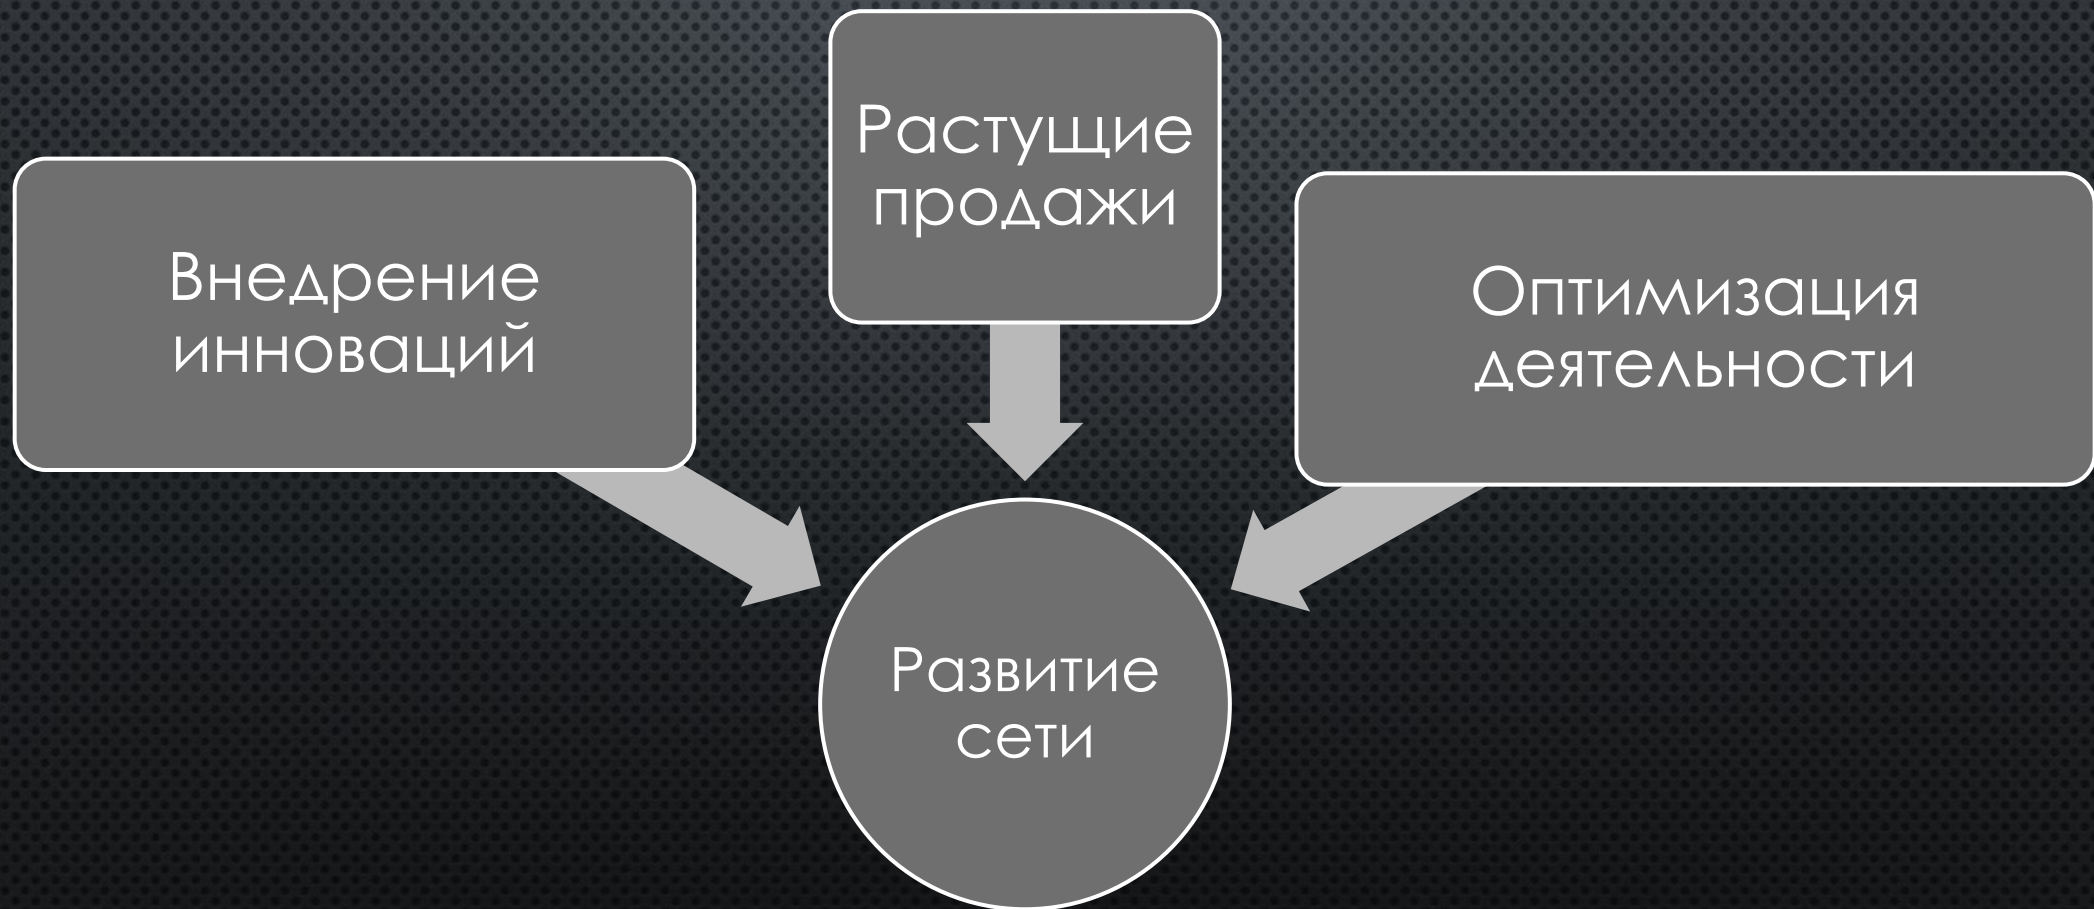 Внедрение
инноваций
Растущие
продажи
Оптимизация
деятельности
Развитие
сети